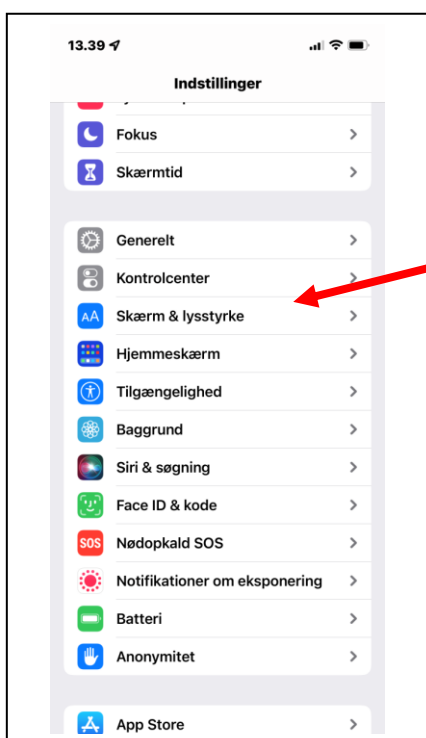 13.39
Indstillinger
Fokus
Skærmtid
Generelt
Kontrolcenter
AA Skærm & lysstyrke
Hjemmeskærm
Tilgængelighed
Baggrund
Siri & søgning
Face ID & kode
SOS Nødopkald SOS
Notifikationer om eksponering
Batteri
Anonymitet
App Store